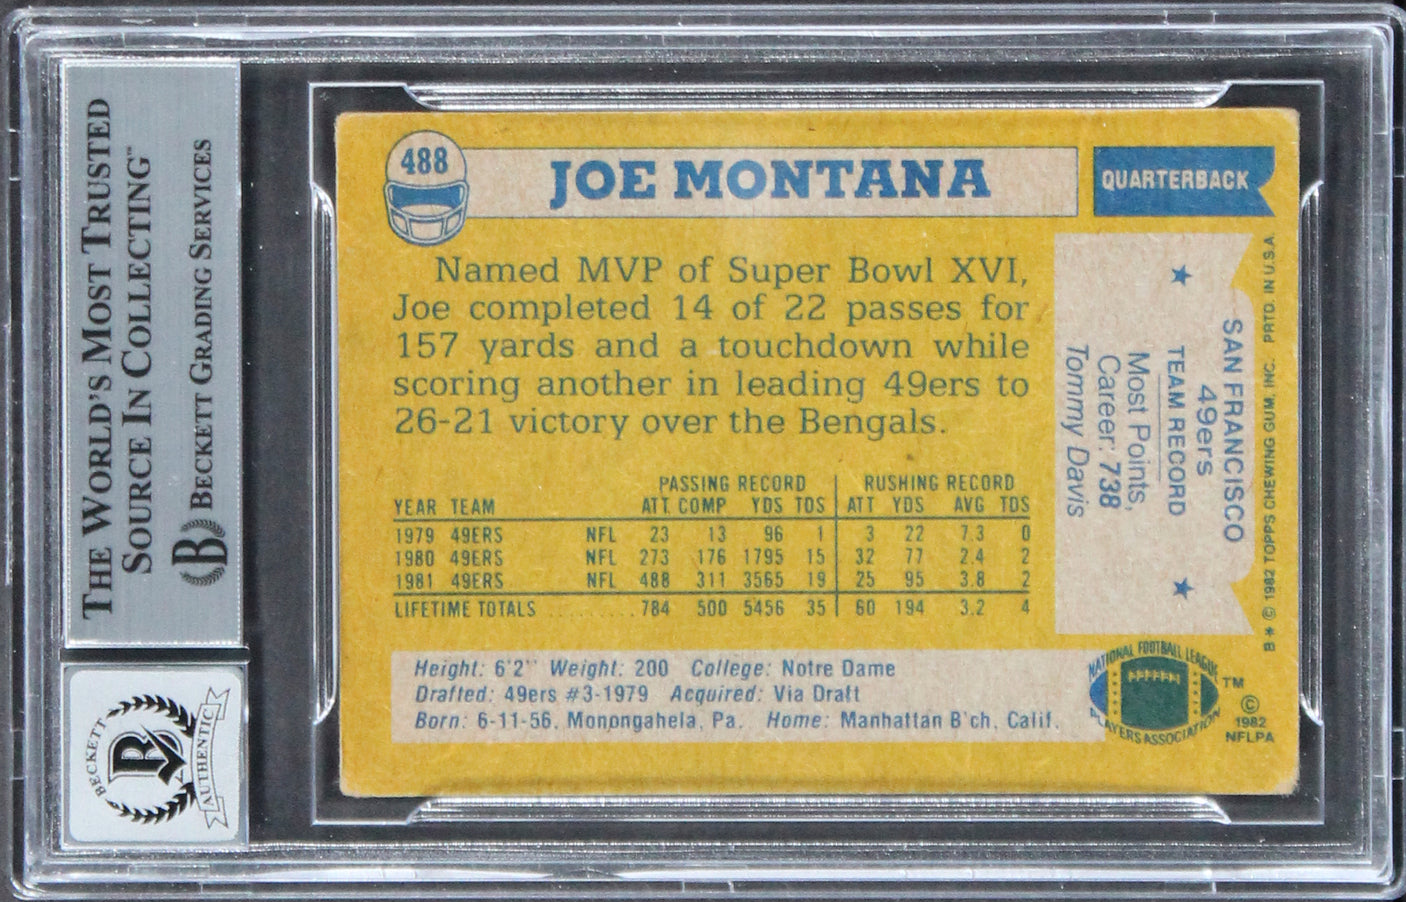 THE WORLD'S MOST TRUSTED
SOURCE IN COLLECTING™
B BECKETT GRADING SERVICES
BECKETT
B
AUTHENTIC
488
JOE MONTANA
QUARTERBACK
Named MVP of Super Bowl XVI,
Joe completed 14 of 22 passes for
157 yards and a touchdown while
scoring another in leading 49ers to
26-21 victory over the Bengals.
PASSING RECORD RUSHING RECORD
YEAR TEAM ATT COMP YDS TDS ATT YDS AVG TDS
1979 49ERS NFL 23 13 96 1 3 22 7.3 0
1980 49ERS NFL 273 176 1795 15 32 77 2.4 2
1981 49ERS NFL 488 311 3565 19 25 95 3.8 2
LIFETIME TOTALS ......... 784 500 5456 35 60 194 3.2 4
Height: 6'2" Weight: 200 College: Notre Dame
Drafted: 49ers #3-1979 Acquired: Via Draft
Born: 6-11-56, Monongahela, Pa. Home: Manhattan B'ch, Calif.
SAN FRANCISCO
49ers
TEAM RECORD
Most Points,
Career: 738
Tommy Davis
B* © 1982 TOPPS CHEWING GUM, INC. PRTD. IN U.S.A.
NATIONAL FOOTBALL LEAGUE
PLAYERS ASSOCIATION
TM
©
1982
NFLPA